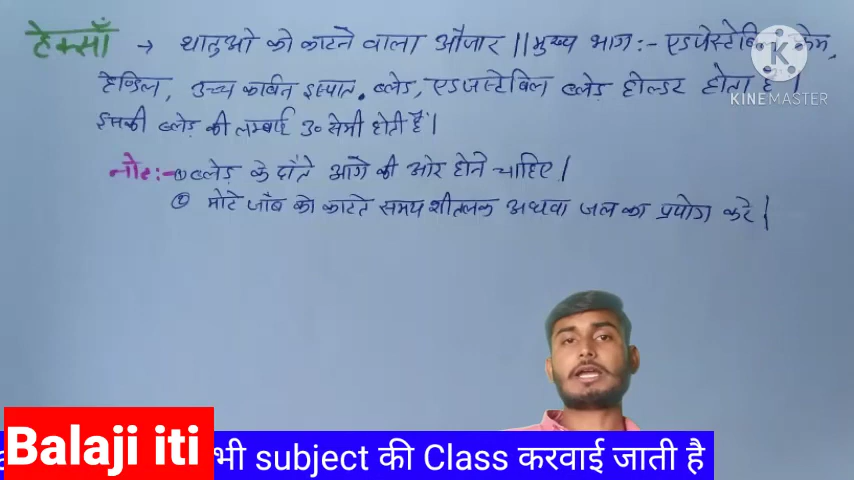 हेक्सॉ → धातुओ को काटने वाला औजार || मुख्य भाग :- एडजेस्टेबिल फ्रेम,
हैण्डिल, उच्च कार्बन इस्पात. ब्लेड, एडजस्टेबिल ब्लेड होल्डर होता है |
इसकी ब्लेड की लम्बाई 30 सेमी होती है |
नोट :- ① ब्लेड के दाँते आगे की ओर होने चाहिए |
② मोटे जॉब को काटते समय शीतलक अथवा जल का प्रयोग करे |
KINEMASTER
Balaji iti
भी subject की Class करवाई जाती है